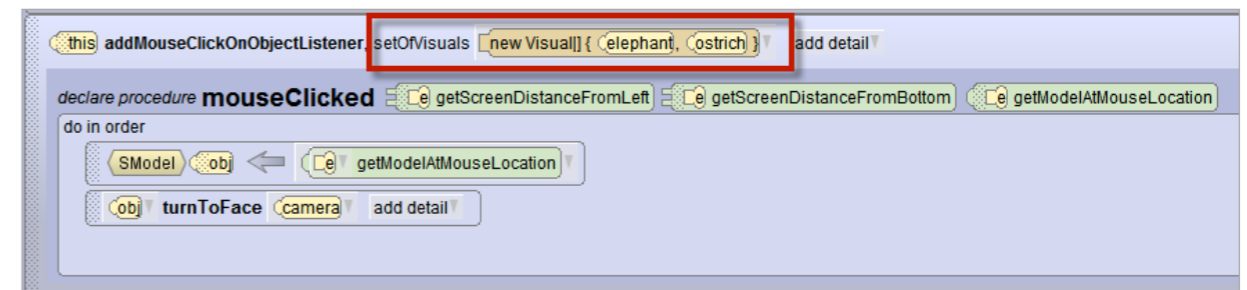 this addMouseClickOnObjectListener, setOfVisuals new Visual[] { elephant, ostrich } add detail
declare procedure mouseClicked e getScreenDistanceFromLeft e getScreenDistanceFromBottom e getModelAtMouseLocation
do in order
SModel obj e getModelAtMouseLocation
obj turnToFace camera add detail